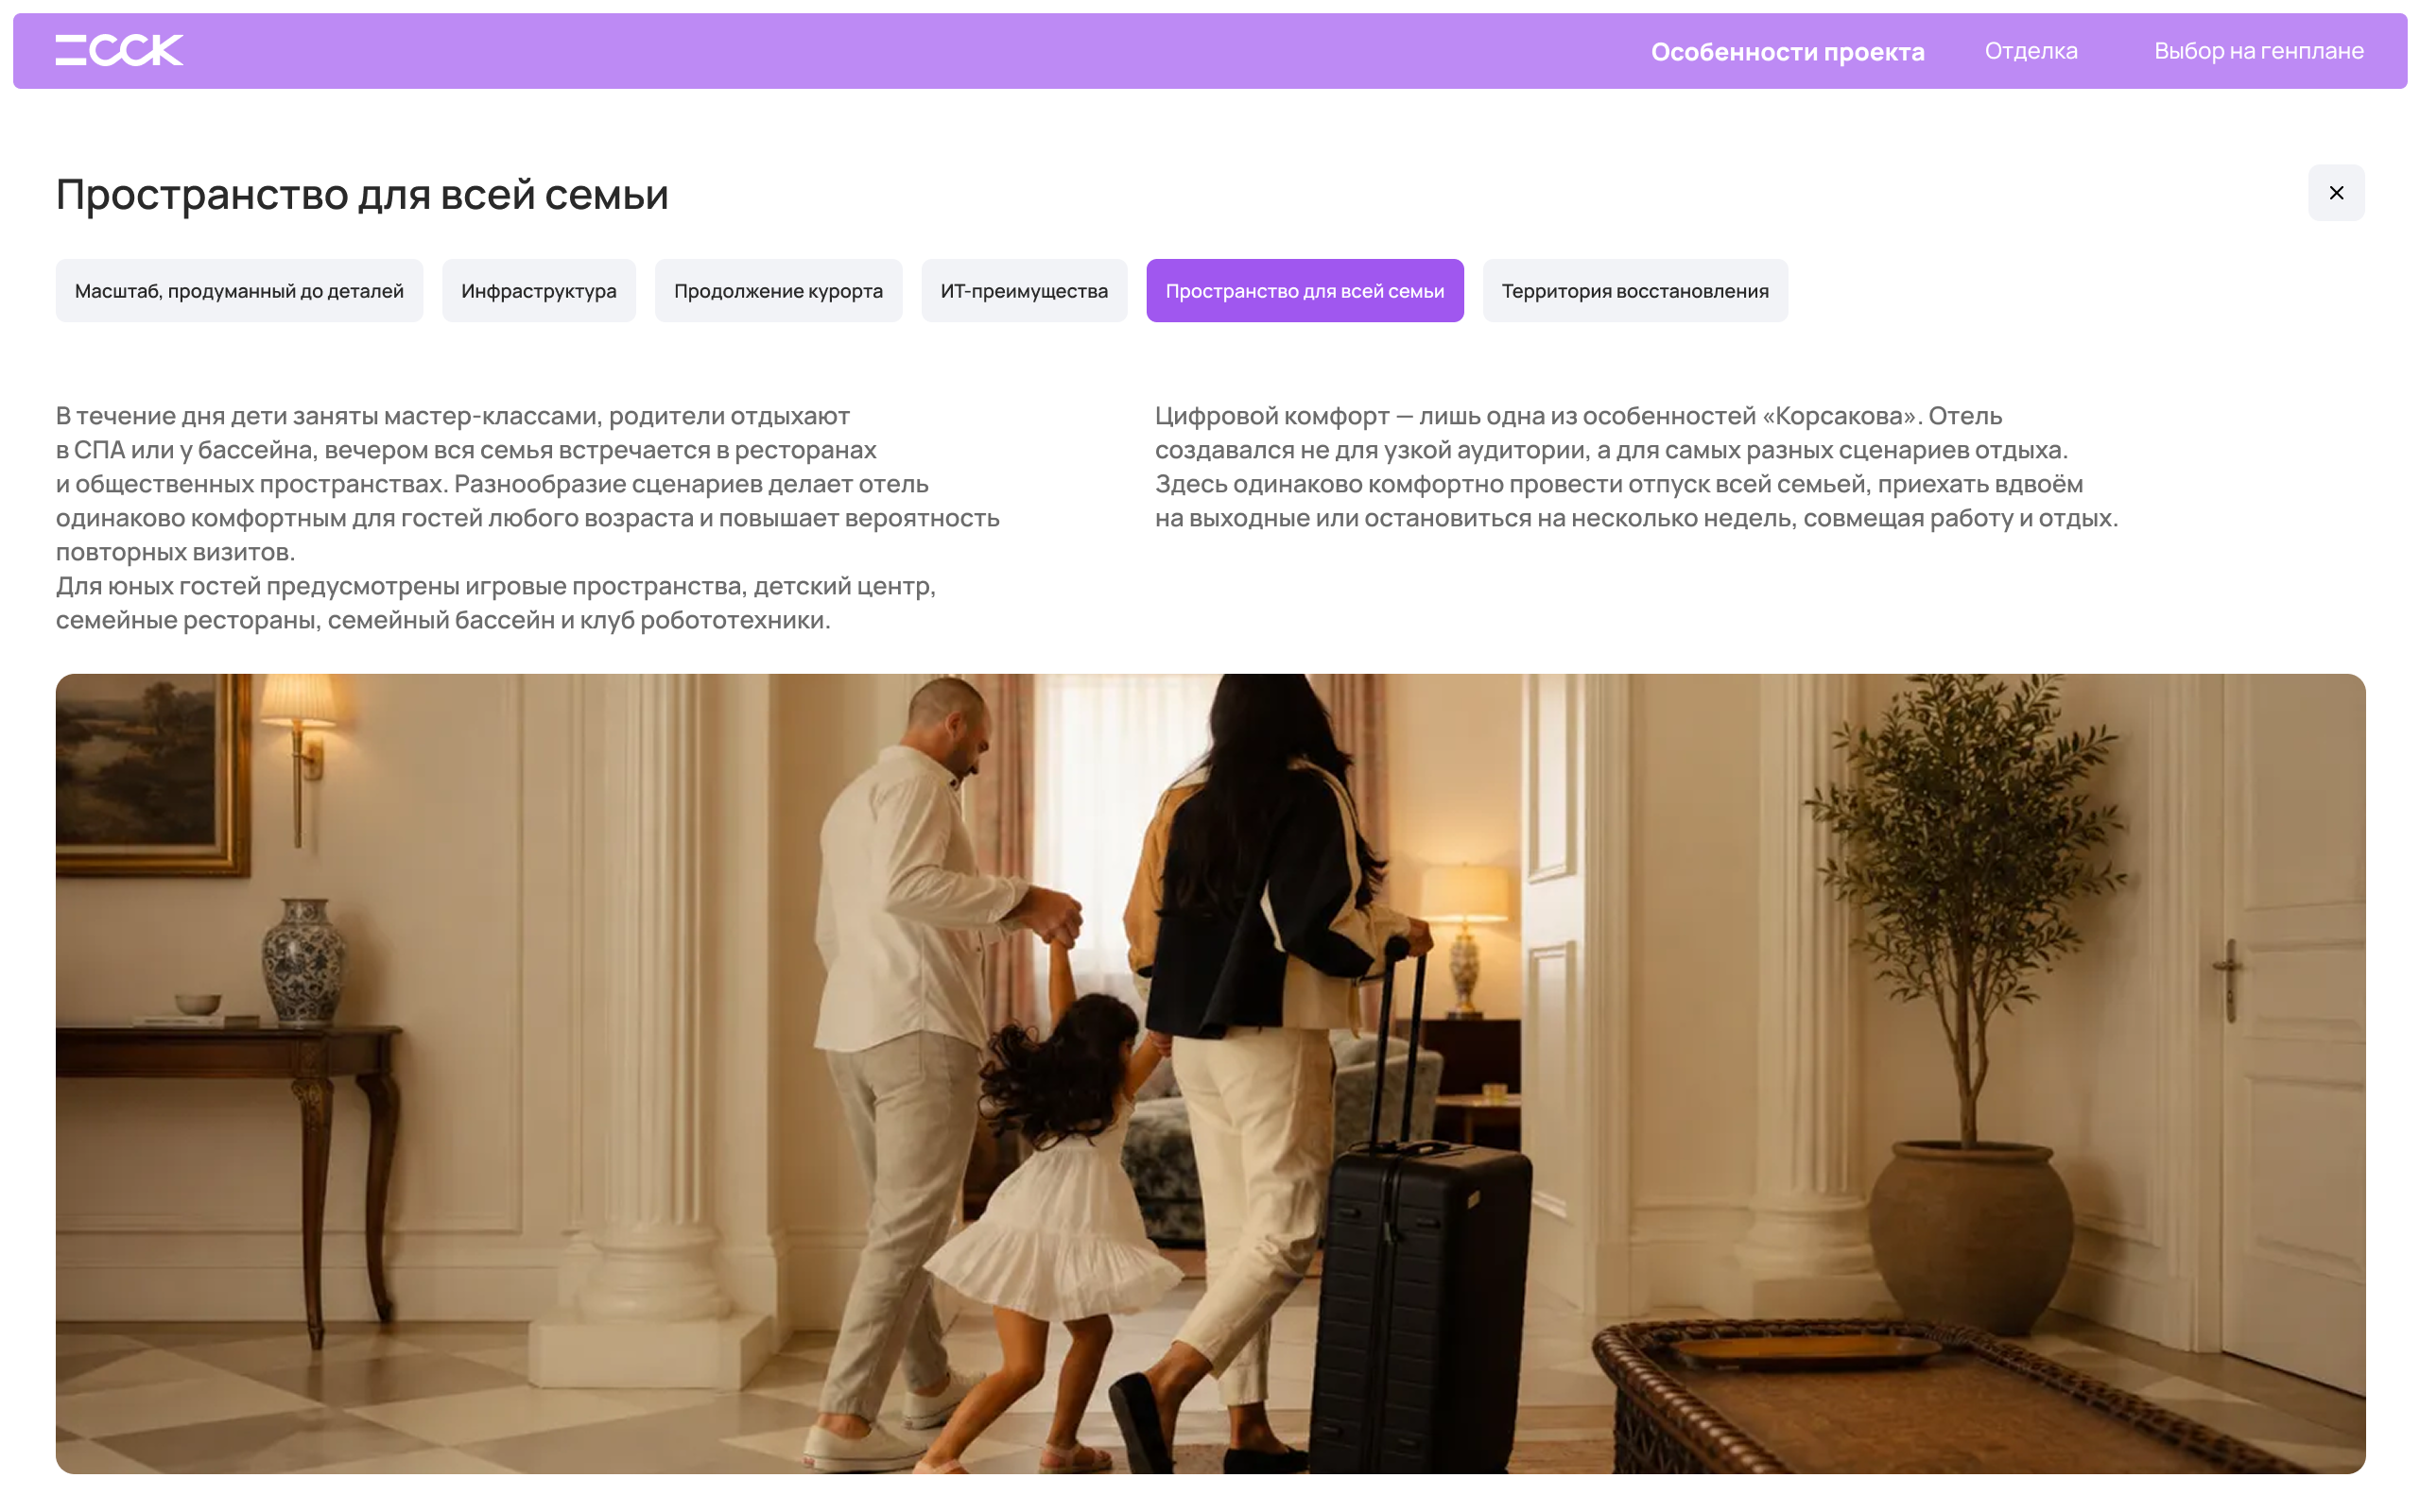 ECCK
Особенности проекта
Отделка
Выбор на генплане
Пространство для всей семьи
Масштаб, продуманный до деталей
Инфраструктура
Продолжение курорта
ИТ-преимущества
Пространство для всей семьи
Территория восстановления
В течение дня дети заняты мастер-классами, родители отдыхают
в СПА или у бассейна, вечером вся семья встречается в ресторанах
и общественных пространствах. Разнообразие сценариев делает отель
одинаково комфортным для гостей любого возраста и повышает вероятность
повторных визитов.
Для юных гостей предусмотрены игровые пространства, детский центр,
семейные рестораны, семейный бассейн и клуб робототехники.
Цифровой комфорт — лишь одна из особенностей «Корсакова». Отель
создавался не для узкой аудитории, а для самых разных сценариев отдыха.
Здесь одинаково комфортно провести отпуск всей семьей, приехать вдвоём
на выходные или остановиться на несколько недель, совмещая работу и отдых.